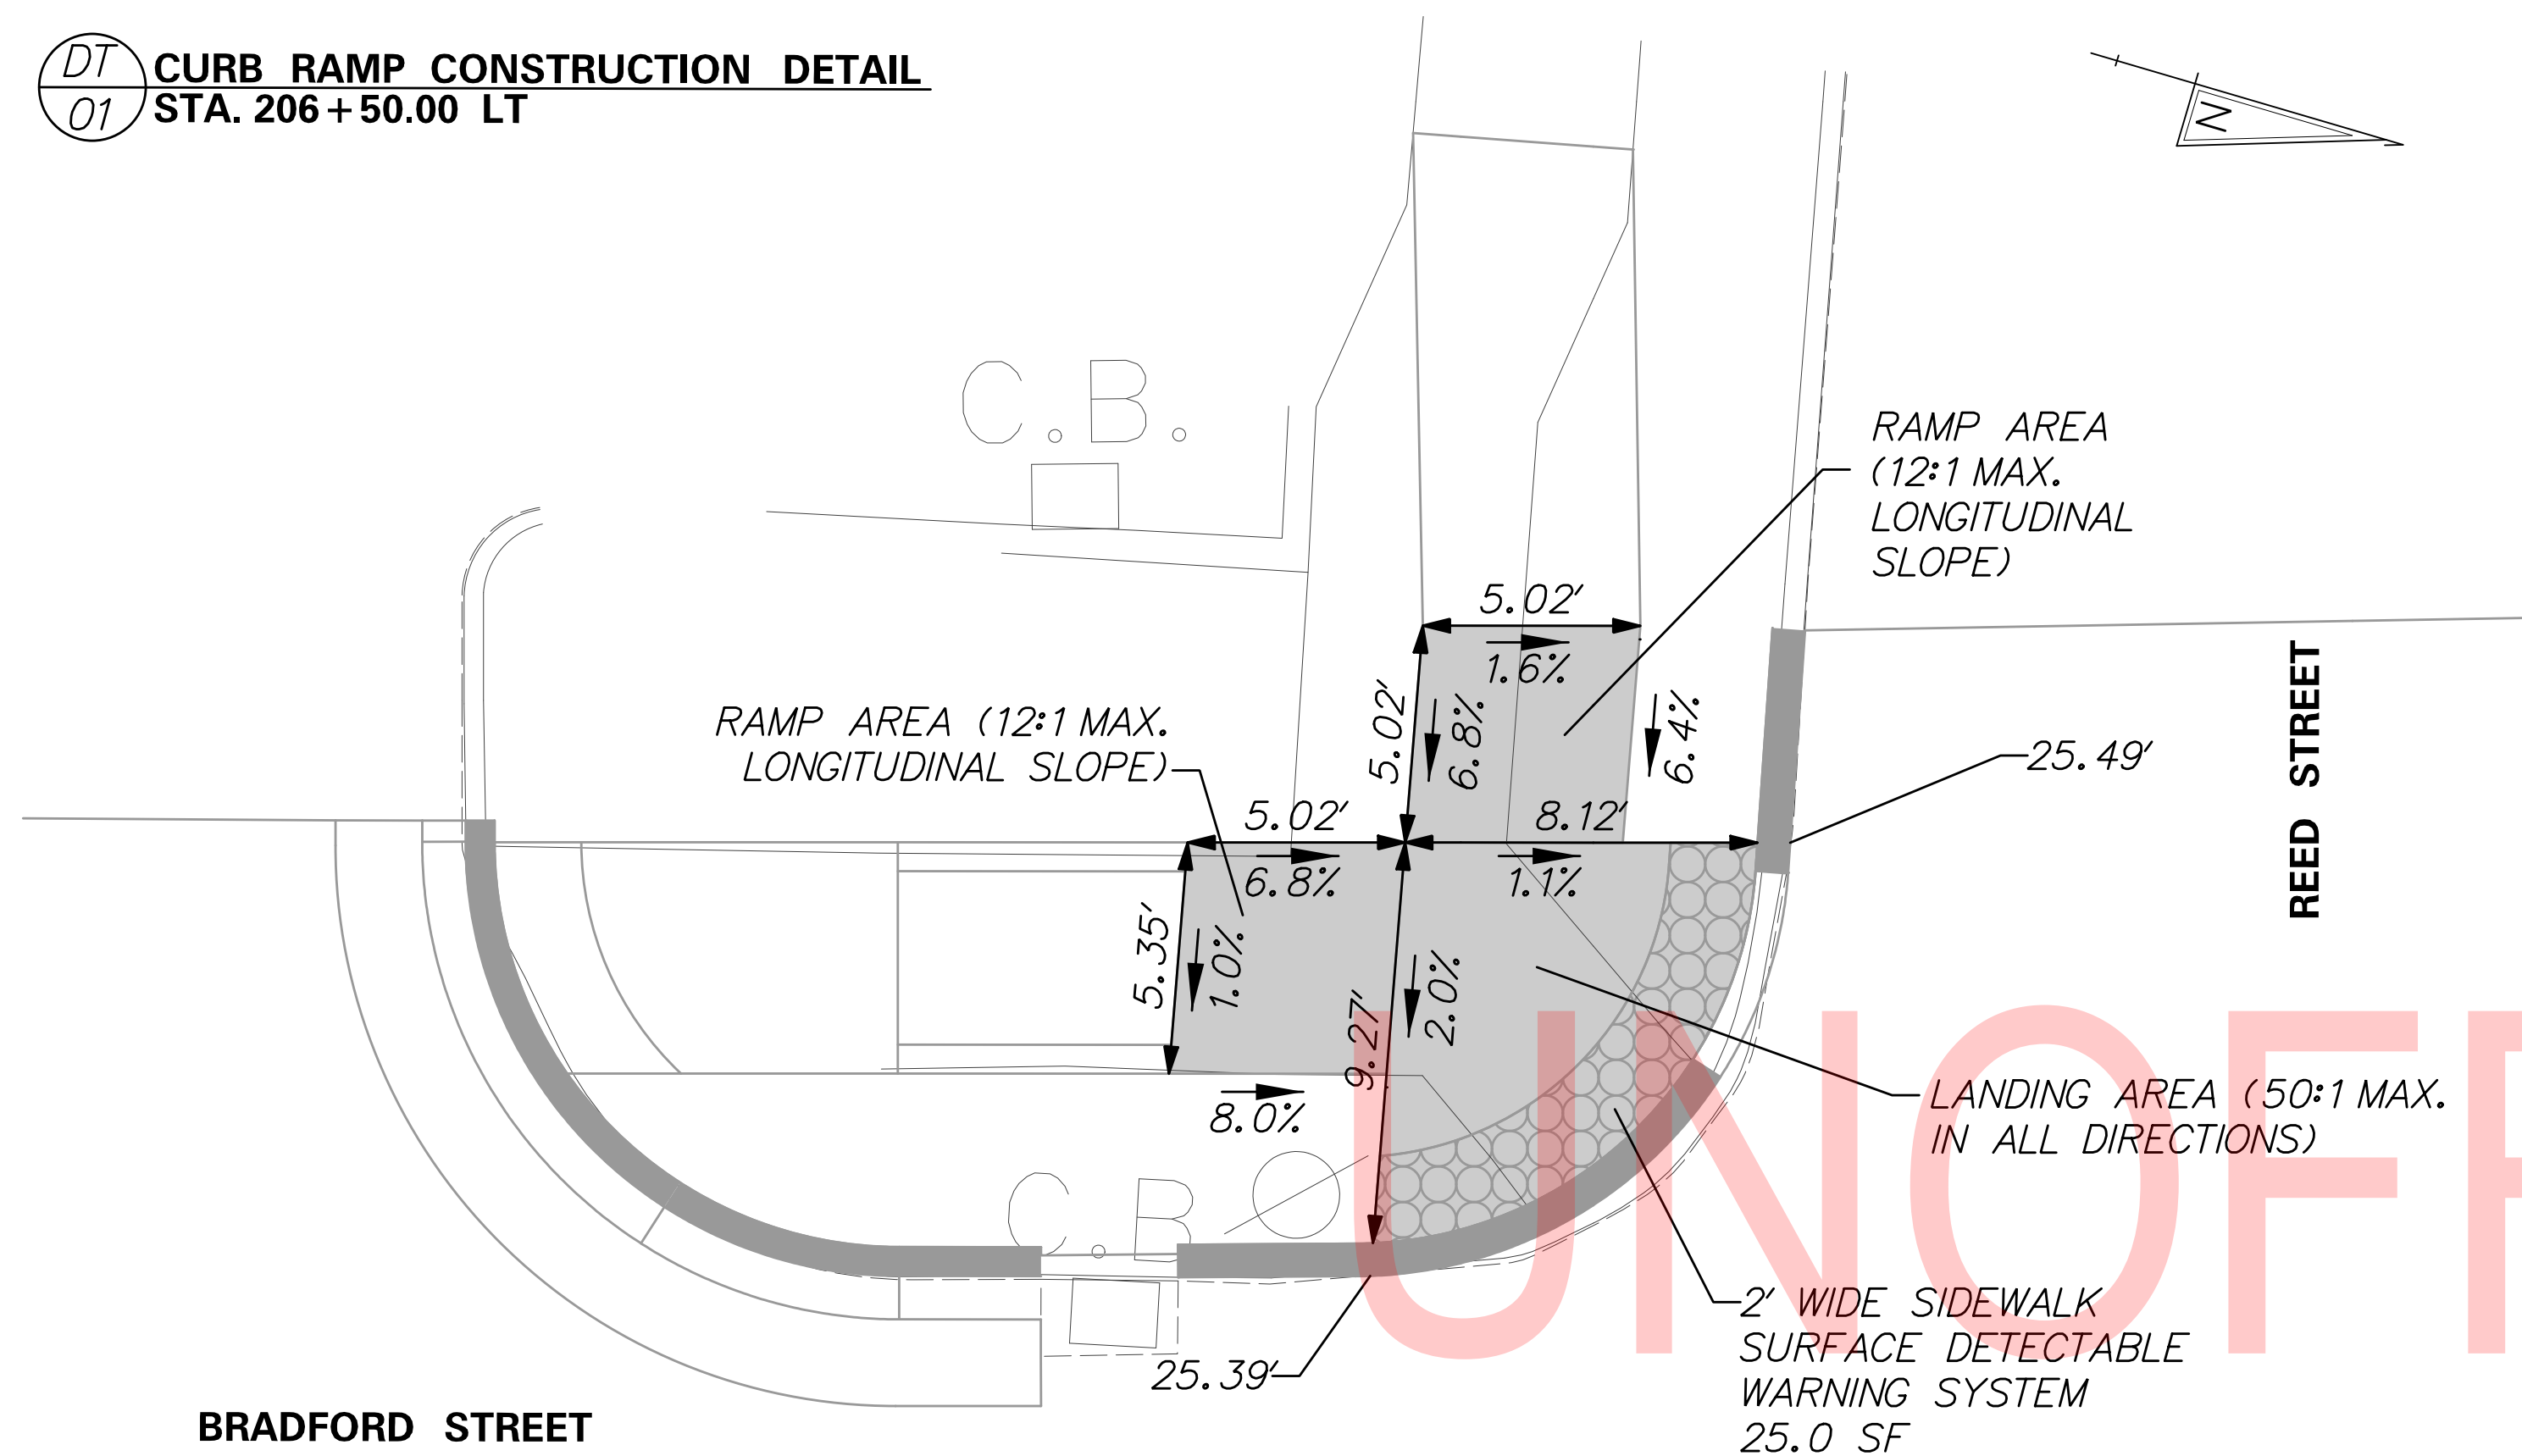 DT
01
CURB RAMP CONSTRUCTION DETAIL
STA. 206+50.00 LT
N
C.B.
RAMP AREA
(12:1 MAX.
LONGITUDINAL
SLOPE)
5.02'
1.6%
5.02'
6.8%
6.4%
RAMP AREA (12:1 MAX.
LONGITUDINAL SLOPE)
REED STREET
25.49'
5.02'
8.12'
6.8%
1.1%
5.35'
1.0%
9.27'
2.0%
8.0%
LANDING AREA (50:1 MAX.
IN ALL DIRECTIONS)
C.B
2' WIDE SIDEWALK
SURFACE DETECTABLE
WARNING SYSTEM
25.0 SF
25.39'
BRADFORD STREET
UNOF